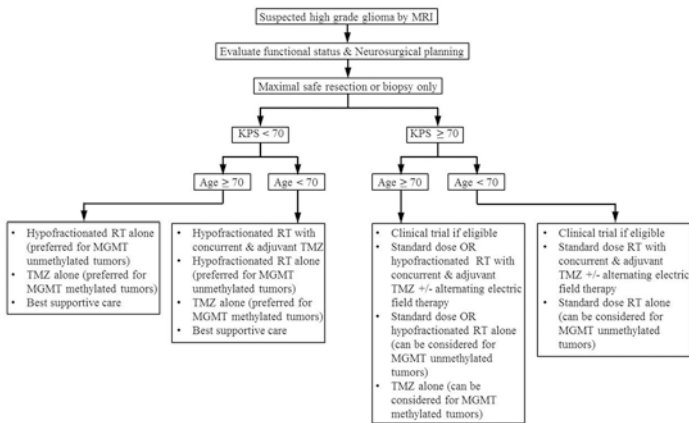 Suspected high grade glioma by MRI
Evaluate functional status & Neurosurgical planning
Maximal safe resection or biopsy only
KPS < 70
KPS ≥ 70
Age ≥ 70
Age < 70
Age ≥ 70
Age < 70
• Hypofractionated RT alone
(preferred for MGMT
unmethylated tumors)
• TMZ alone (preferred for
MGMT methylated tumors)
• Best supportive care
• Hypofractionated RT with
concurrent & adjuvant TMZ
• Hypofractionated RT alone
(preferred for MGMT
unmethylated tumors)
• TMZ alone (preferred for
MGMT methylated tumors)
• Best supportive care
• Clinical trial if eligible
• Standard dose OR
hypofractionated RT with
concurrent & adjuvant
TMZ +/- alternating electric
field therapy
• Standard dose OR
hypofractionated RT alone
(can be considered for
MGMT unmethylated
tumors)
• TMZ alone (can be
considered for MGMT
methylated tumors)
• Clinical trial if eligible
• Standard dose RT with
concurrent & adjuvant
TMZ +/- alternating electric
field therapy
• Standard dose RT alone
(can be considered for
MGMT unmethylated
tumors)